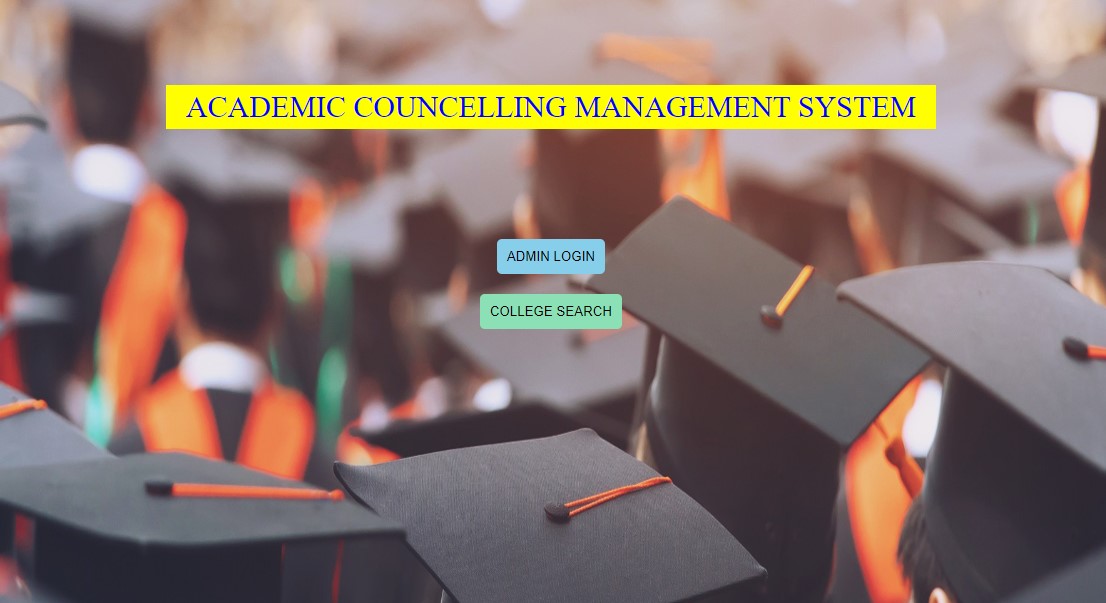 ACADEMIC COUNCELLING MANAGEMENT SYSTEM
ADMIN LOGIN
COLLEGE SEARCH